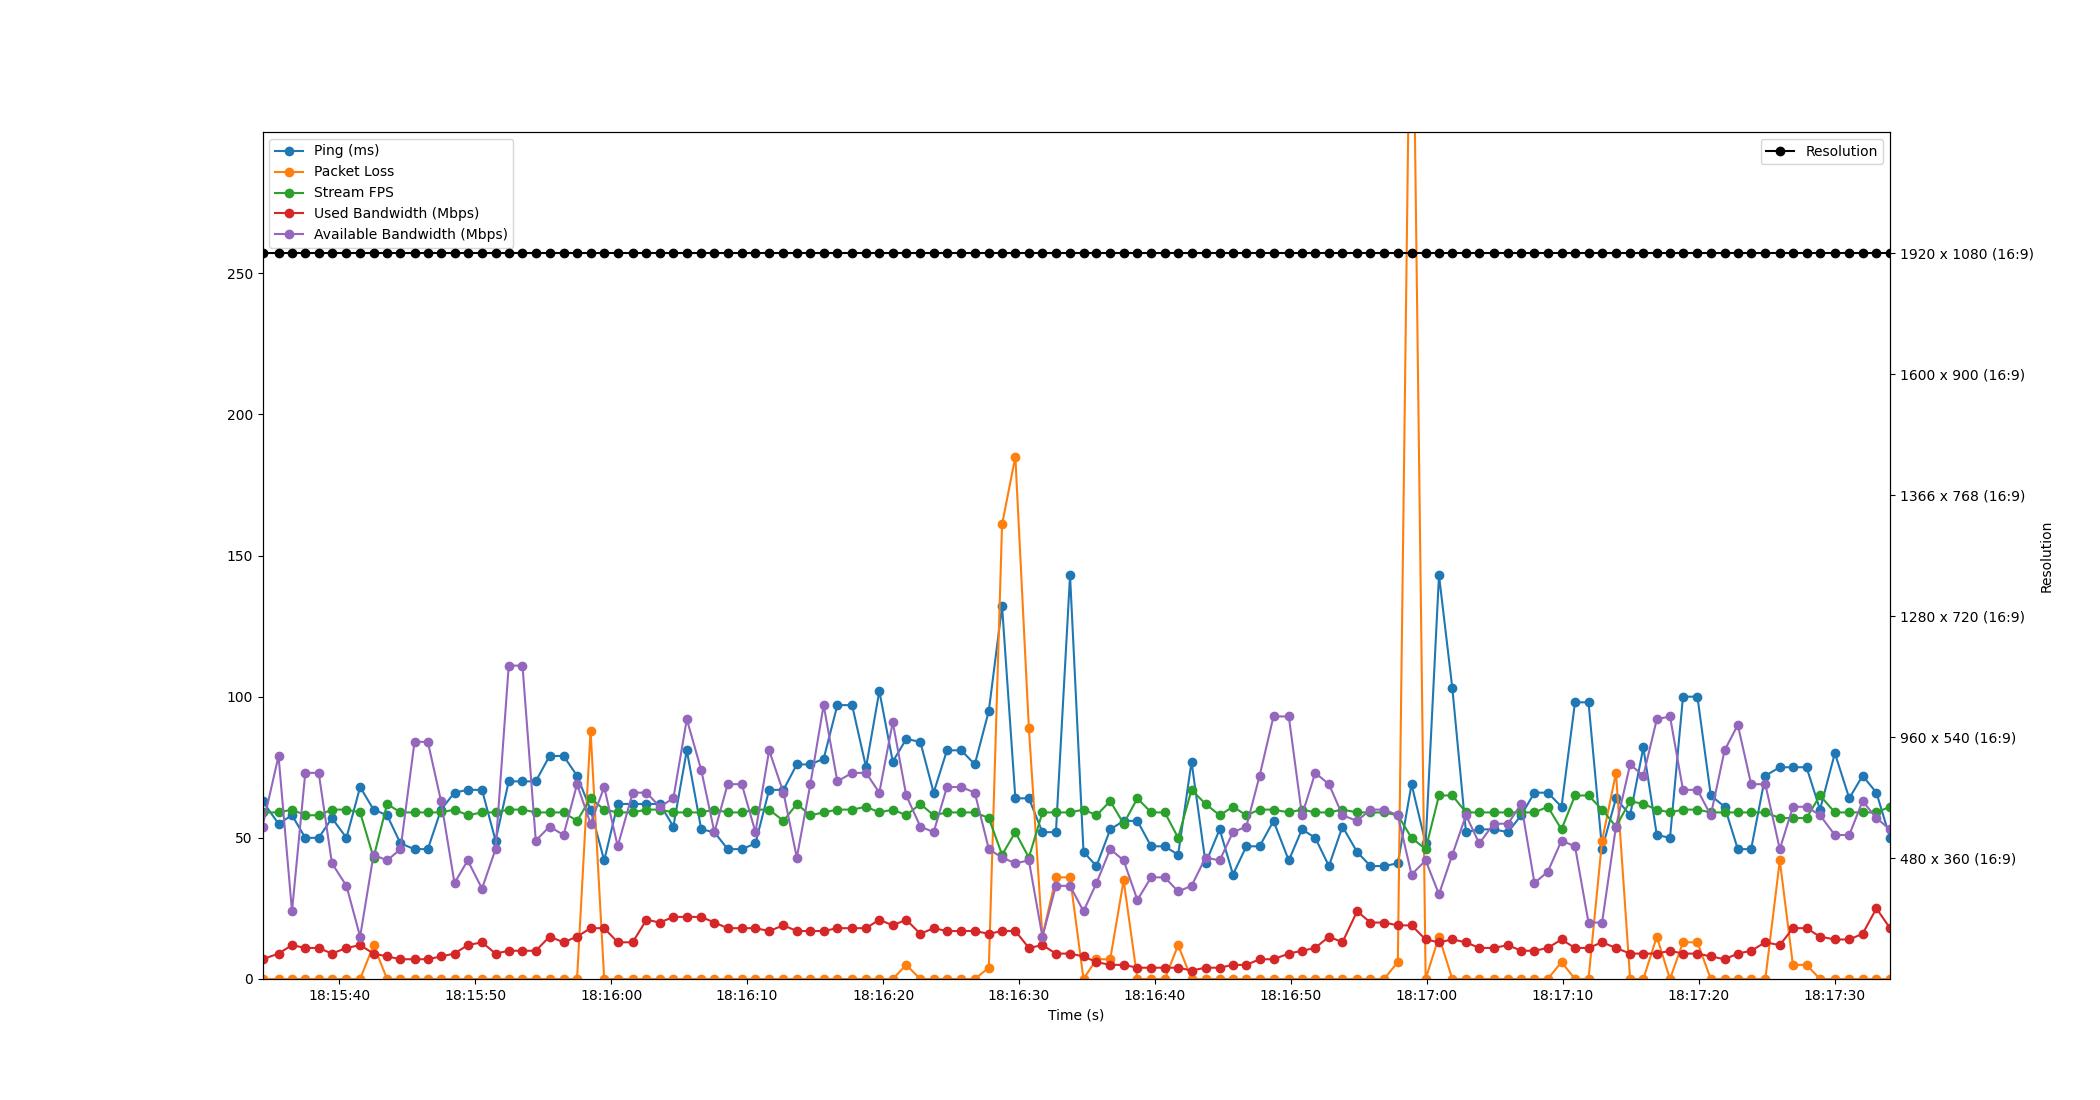 Ping (ms)
Packet Loss
Stream FPS
Used Bandwidth (Mbps)
Available Bandwidth (Mbps)
Resolution
250
200
150
100
50
0
1920 x 1080 (16:9)
1600 x 900 (16:9)
1366 x 768 (16:9)
1280 x 720 (16:9)
960 x 540 (16:9)
480 x 360 (16:9)
Resolution
18:15:40 18:15:50 18:16:00 18:16:10 18:16:20 18:16:30 18:16:40 18:16:50 18:17:00 18:17:10 18:17:20 18:17:30
Time (s)